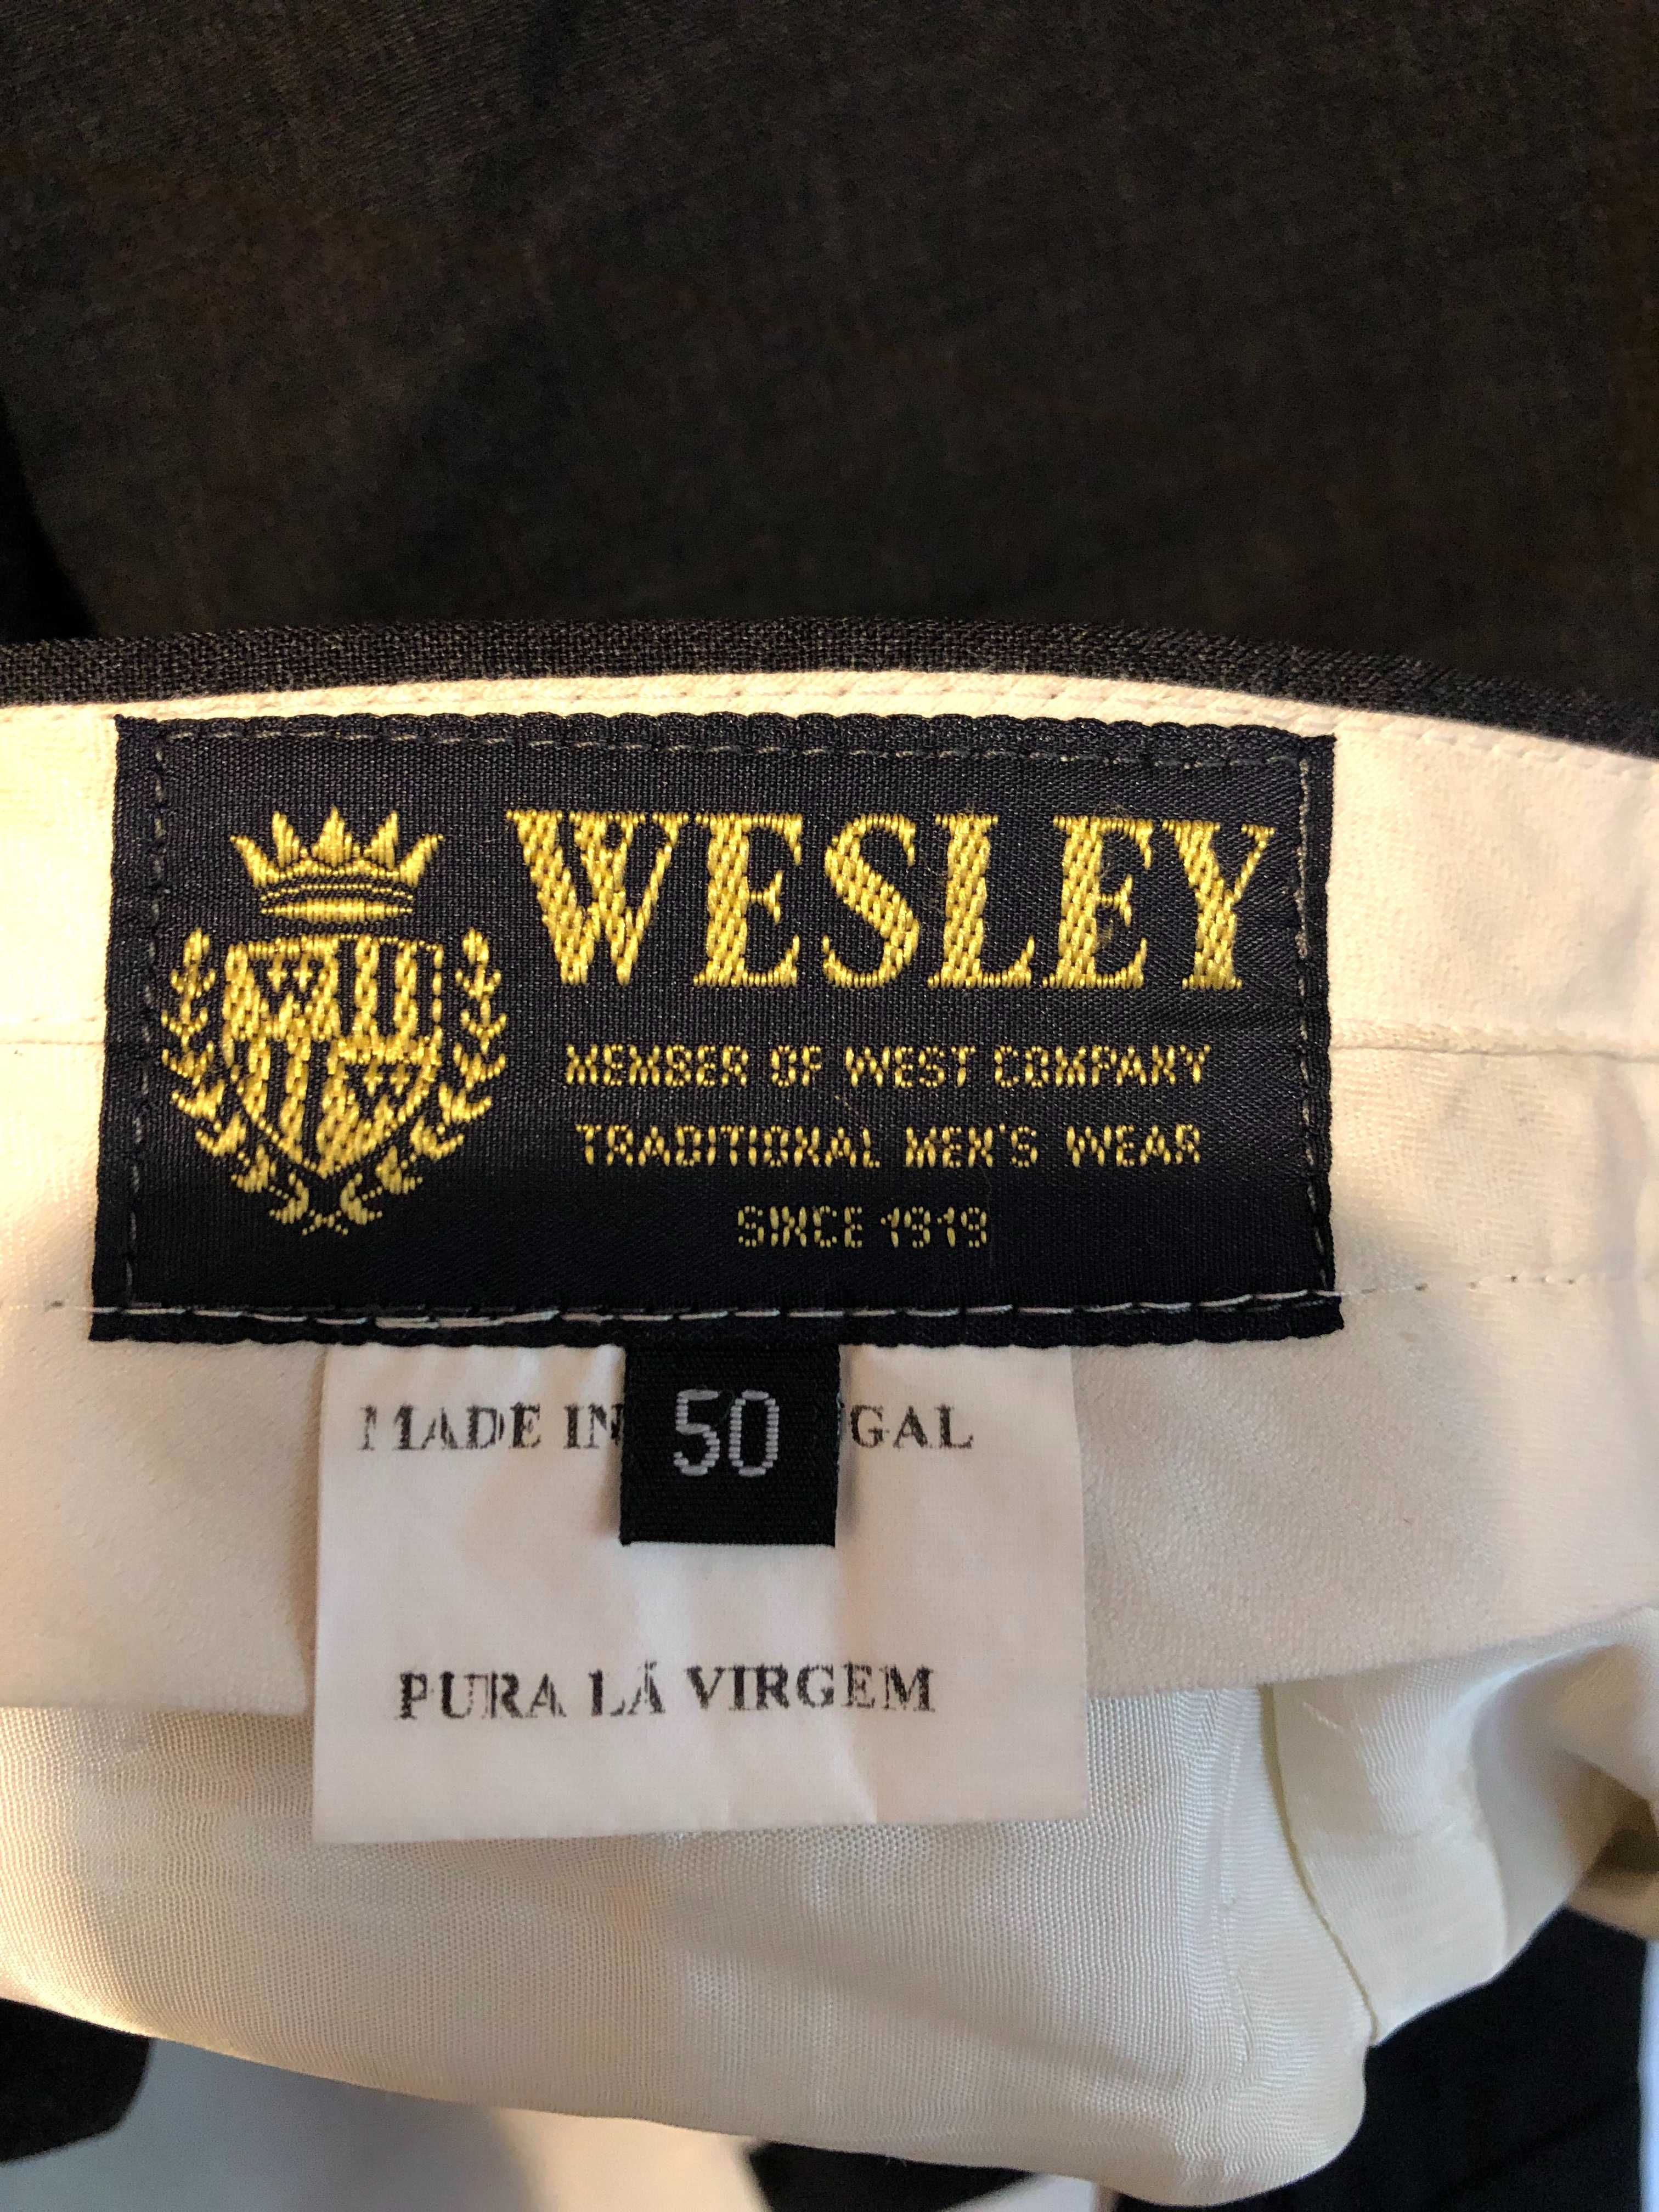 WESLEY
MEMBER OF WEST COMPANY
TRADITIONAL MEN'S WEAR
SINCE 1919
50
MADE IN GAL
PURA LÃ VIRGEM